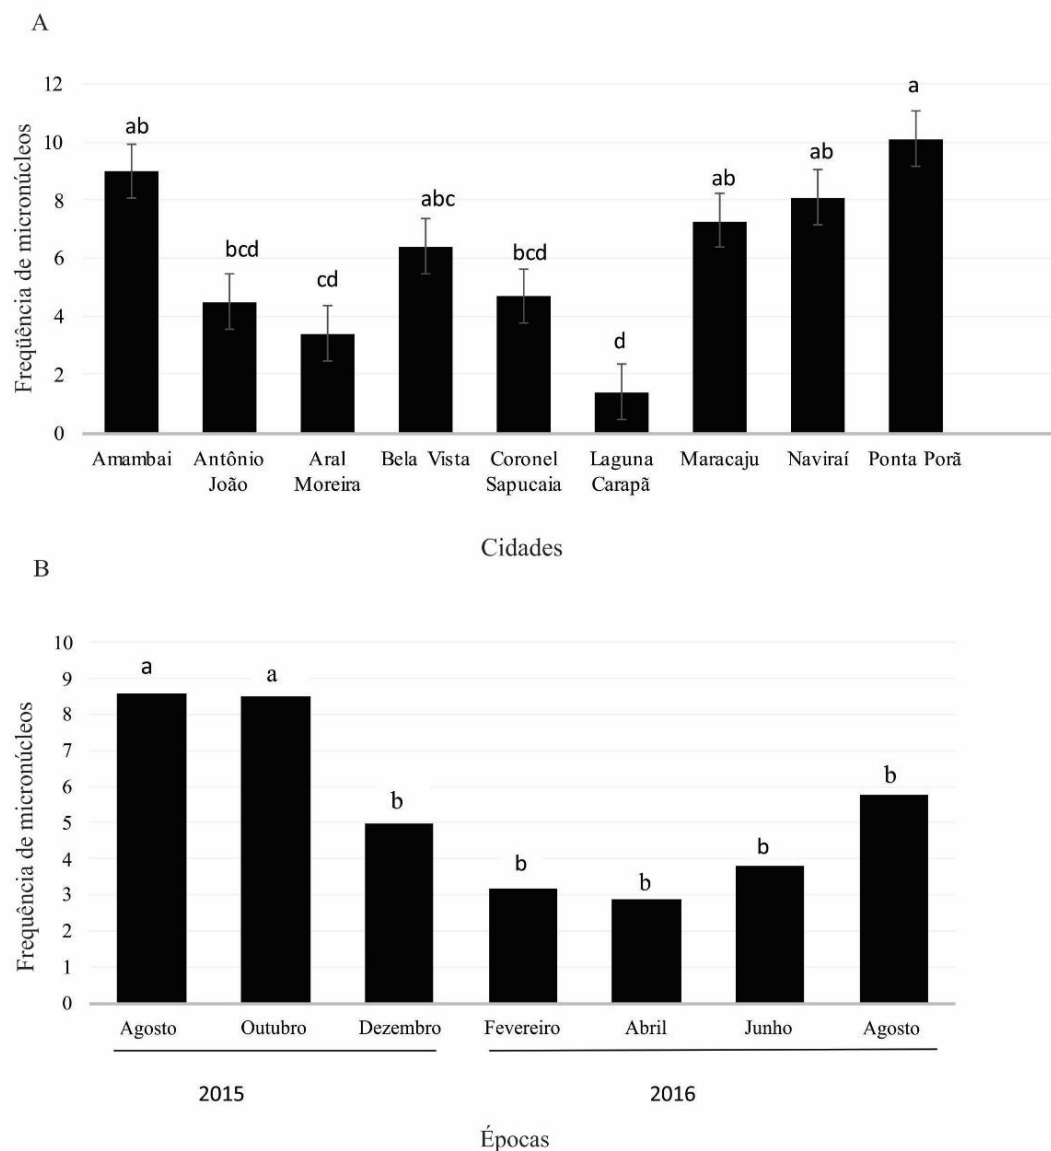 A
Freqüência de micronúcleos
12
10
8
6
4
2
0
ab
bcd
cd
abc
bcd
d
ab
ab
a
Amambai
Antônio
João
Aral
Moreira
Bela Vista
Coronel
Sapucaia
Laguna
Carapã
Maracaju
Naviraí
Ponta Porã
Cidades
B
Frequência de micronúcleos
10
9
8
7
6
5
4
3
2
1
0
a
a
b
b
b
b
b
Agosto
Outubro
Dezembro
Fevereiro
Abril
Junho
Agosto
2015
2016
Épocas